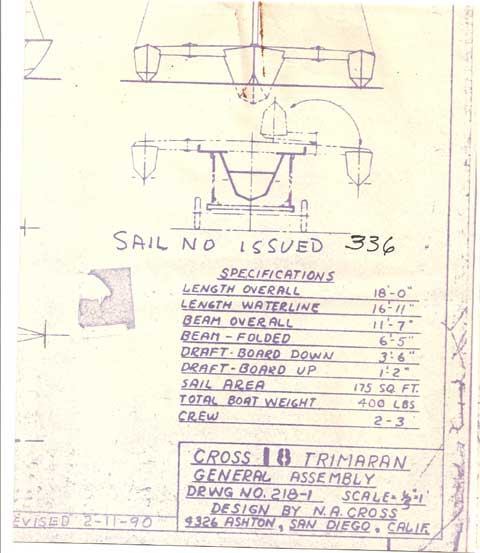 SAIL NO ISSUED 336
SPECIFICATIONS
LENGTH OVERALL 18'-0"
LENGTH WATERLINE 16-11"
BEAM OVERALL 11'-7"
BEAM-FOLDED 6'-5"
DRAFT-BOARD DOWN 3'-6"
DRAFT-BOARD UP 1'-2"
SAIL AREA 175 SQ. FT.
TOTAL BOAT WEIGHT 400 LBS
CREW 2-3
CROSS 18 TRIMARAN
GENERAL ASSEMBLY
DRWG NO. 218-1 SCALE=
DESIGN BY N.A. CROSS
4326 ASHTON, SAN DIEGO, CALIF.
EVISED 2-11-90